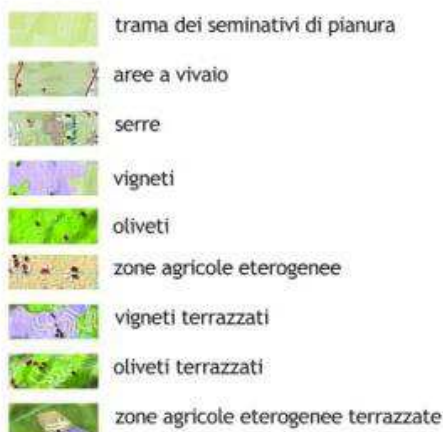 trama dei seminativi di pianura
aree a vivaio
serre
vigneti
oliveti
zone agricole eterogenee
vigneti terrazzati
oliveti terrazzati
zone agricole eterogenee terrazzate